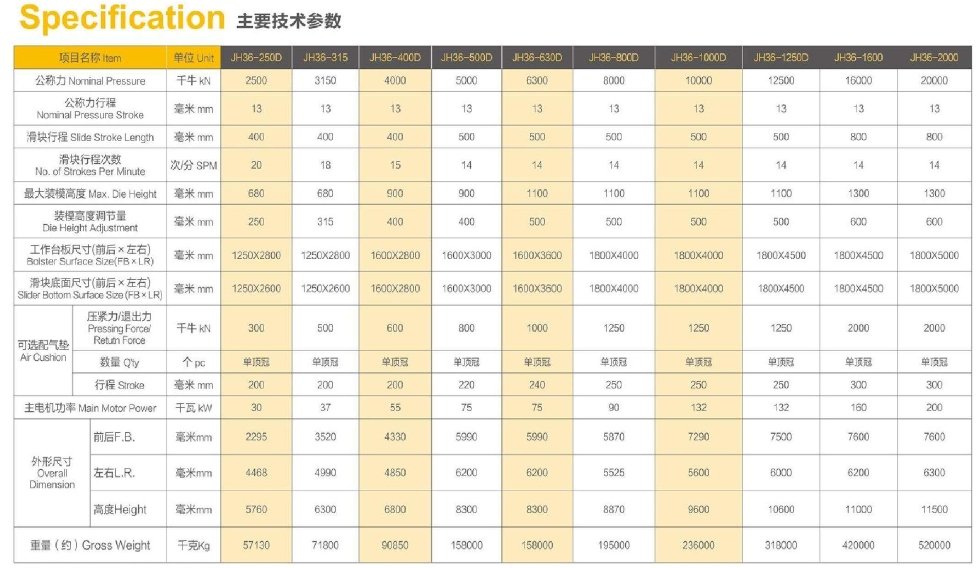 Specification 主要技术参数
项目名称 Item 单位 Unit JH36-250D JH36-315 JH36-400D JH36-500D JH36-630D JH36-800D JH36-1000D JH36-1250D JH36-1600 JH36-2000
公称力 Nominal Pressure 千牛 kN 2500 3150 4000 5000 6300 8000 10000 12500 16000 20000
公称力行程
Nominal Pressure Stroke 毫米 mm 13 13 13 13 13 13 13 13 13 13
滑块行程 Slide Stroke Length 毫米 mm 400 400 400 500 500 500 500 500 800 800
滑块行程次数
No. of Strokes Per Minute 次/分 SPM 20 18 15 14 14 14 14 14 14 14
最大装模高度 Max. Die Height 毫米 mm 680 680 900 900 1100 1100 1100 1100 1300 1300
装模高度调节量
Die Height Adjustment 毫米 mm 250 315 400 400 500 500 500 500 600 600
工作台板尺寸(前后×左右)
Bolster Surface Size(FB×LR) 毫米 mm 1250X2800 1250X2800 1600X2800 1600X3000 1600X3600 1800X4000 1800X4000 1800X4500 1800X4500 1800X5000
滑块底面尺寸(前后×左右)
Slider Bottom Surface Size (FB×LR) 毫米 mm 1250X2600 1250X2600 1600X2800 1600X3000 1600X3600 1800X4000 1800X4000 1800X4500 1800X4500 1800X5000
可选配气垫
Air Cushion
压紧力/退出力
Pressing Force/
Retutn Force 千牛 kN 300 500 600 800 1000 1250 1250 1250 2000 2000
数量 Q'ty 个 pc 单顶冠 单顶冠 单顶冠 单顶冠 单顶冠 单顶冠 单顶冠 单顶冠 单顶冠 单顶冠
行程 Stroke 毫米 mm 200 200 200 220 240 250 250 250 300 300
主电机功率 Main Motor Power 千瓦 kW 30 37 55 75 75 90 132 132 160 200
外形尺寸
Overall
Dimension
前后F.B. 毫米mm 2295 3520 4330 5990 5990 5870 7290 7500 7600 7600
左右L.R. 毫米mm 4468 4990 4850 6200 6200 5525 5600 6000 6200 6300
高度Height 毫米mm 5760 6300 6800 8300 8300 8870 9600 10600 11000 11500
重量（约）Gross Weight 千克Kg 57130 71800 90850 158000 158000 195000 236000 318000 420000 520000